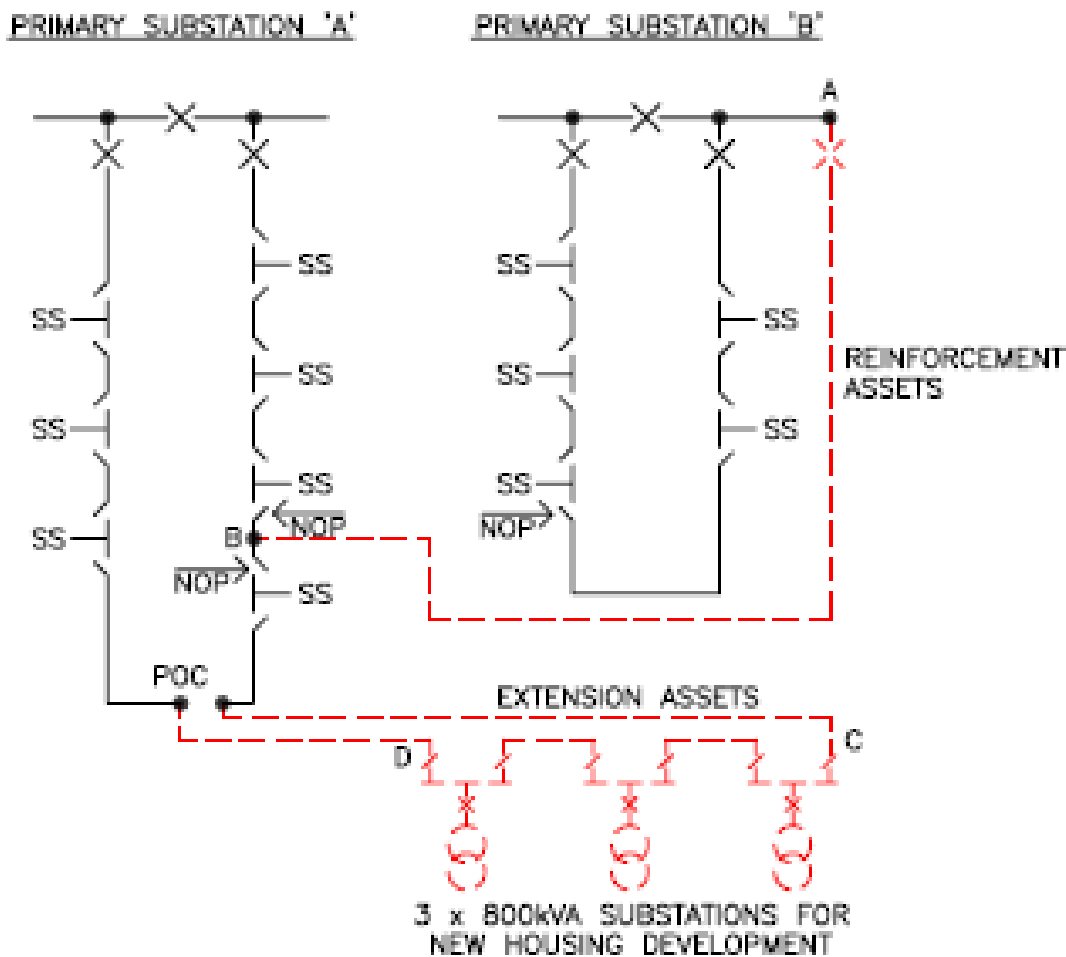 PRIMARY SUBSTATION 'A'
PRIMARY SUBSTATION 'B'
A
SS
SS
SS
SS
REINFORCEMENT
ASSETS
SS
SS
SS
SS
SS
SS
SS
NOP
NOP
SS
B
NOP
SS
POC
EXTENSION ASSETS
D
C
3 x 800kVA SUBSTATIONS FOR
NEW HOUSING DEVELOPMENT